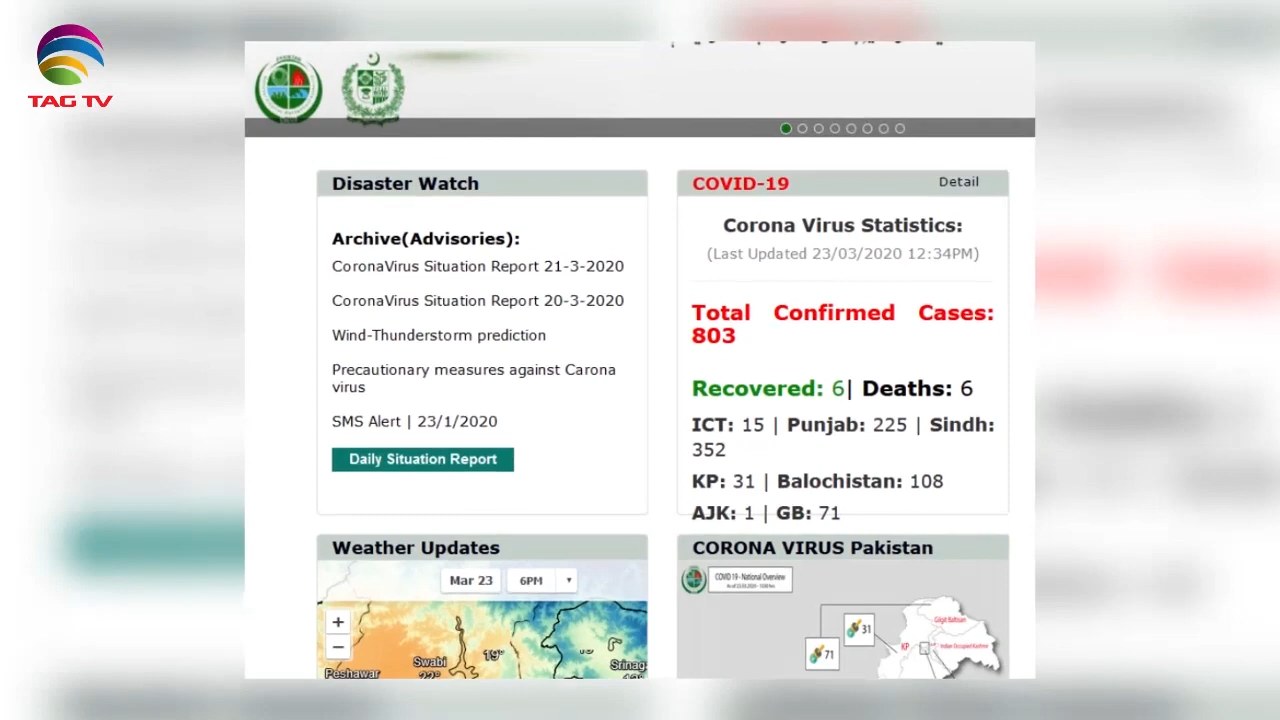 TAG TV
Disaster Watch
Archive(Advisories):
CoronaVirus Situation Report 21-3-2020
CoronaVirus Situation Report 20-3-2020
Wind-Thunderstorm prediction
Precautionary measures against Carona
virus
SMS Alert | 23/1/2020
Daily Situation Report
COVID-19 Detail
Corona Virus Statistics:
(Last Updated 23/03/2020 12:34PM)
Total Confirmed Cases:
803
Recovered: 6| Deaths: 6
ICT: 15 | Punjab: 225 | Sindh:
352
KP: 31 | Balochistan: 108
AJK: 1 | GB: 71
Weather Updates
Mar 23 6PM
+
−
Swabi
19°
Peshawar
Srinag
CORONA VIRUS Pakistan
COVID 19 - National Overview
31
71
KP
Gilgit Baltistan
Indian Occupied Kashmir